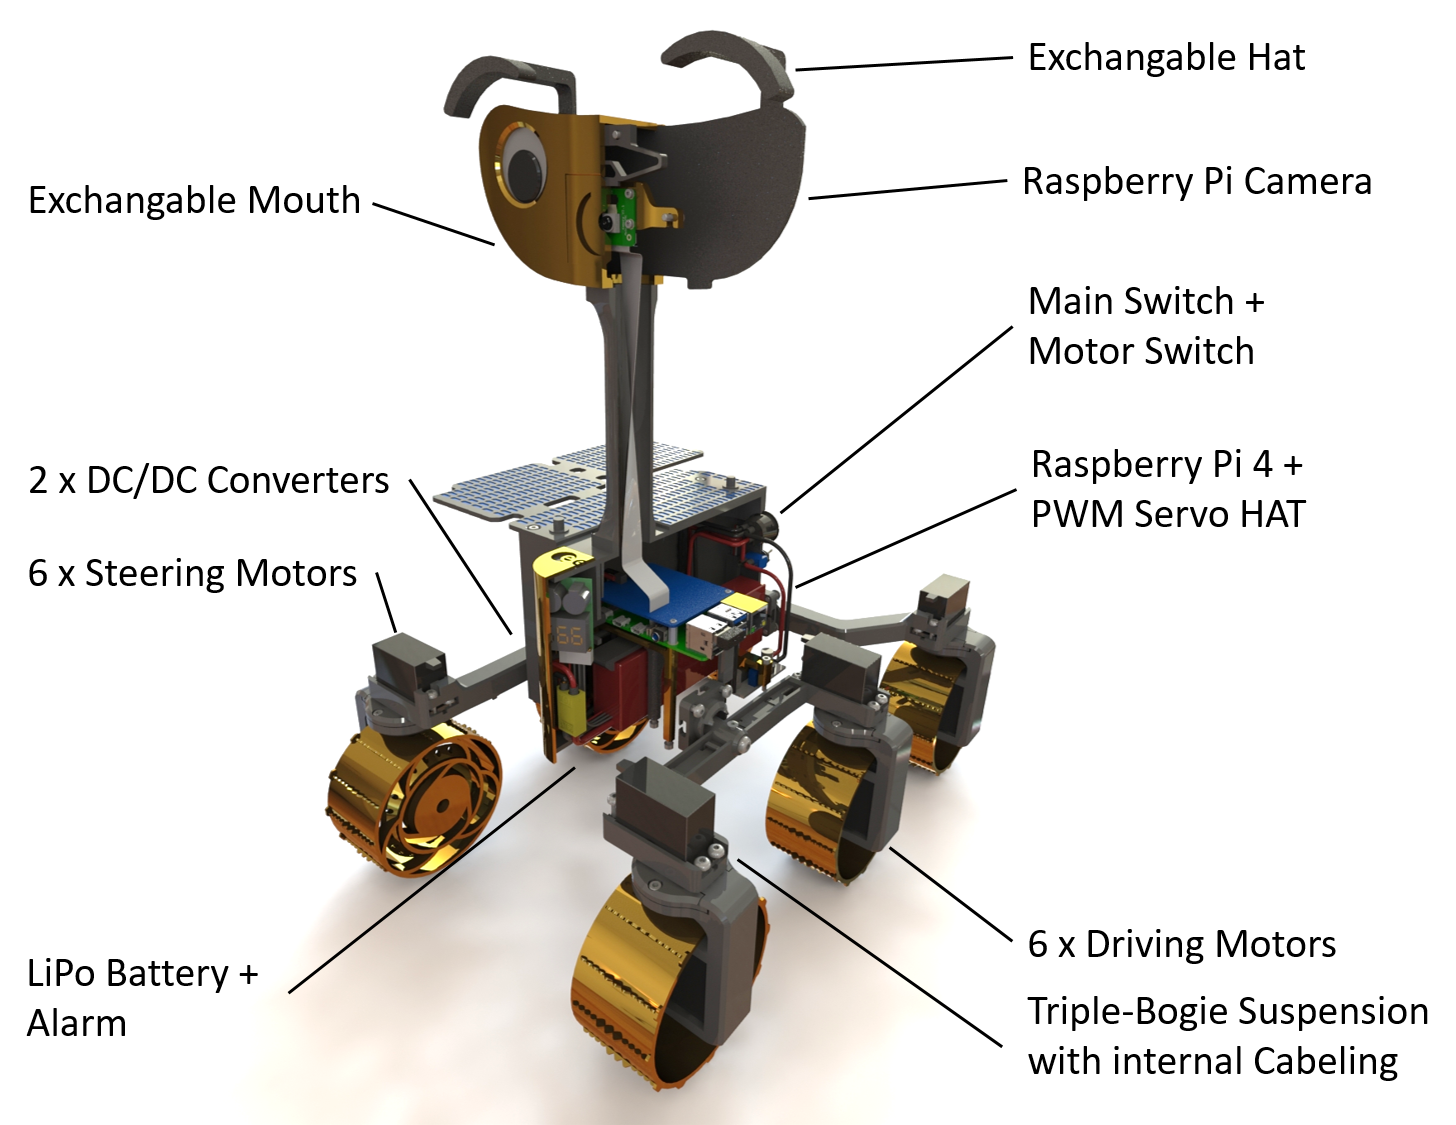 Exchangable Hat
Raspberry Pi Camera
Exchangable Mouth
Main Switch +
Motor Switch
2 x DC/DC Converters
Raspberry Pi 4 +
PWM Servo HAT
6 x Steering Motors
66
LiPo Battery +
Alarm
6 x Driving Motors
Triple-Bogie Suspension
with internal Cabeling